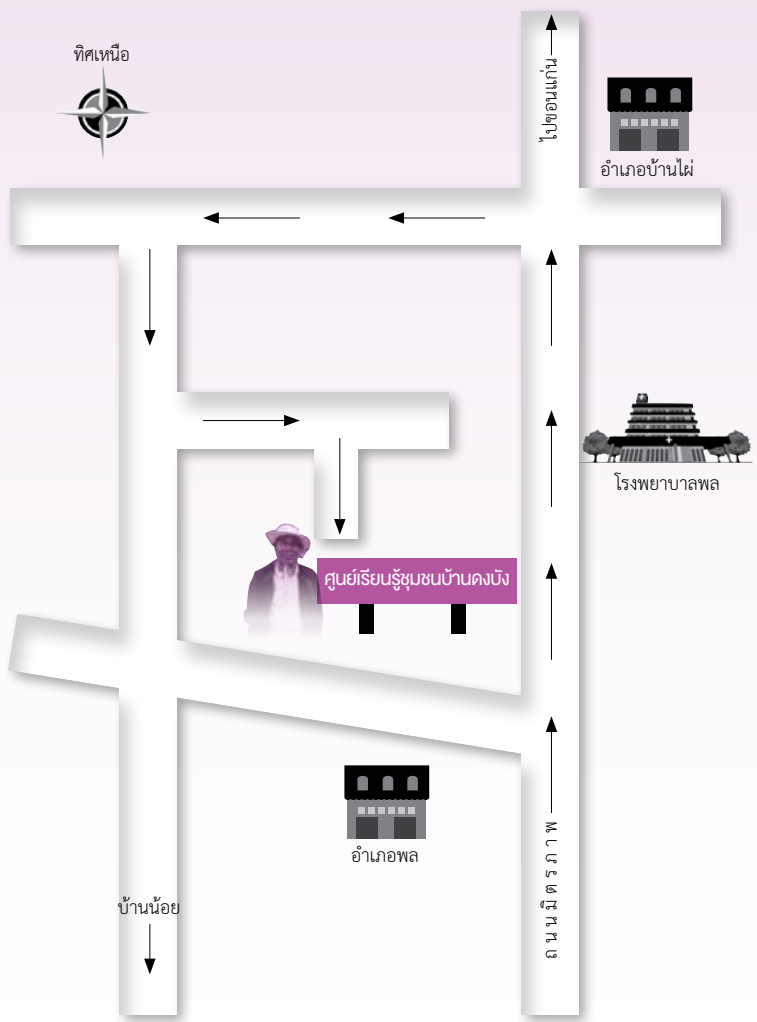 ทิศเหนือ
ไปขอนแก่น
อำเภอบ้านไผ่
โรงพยาบาลพล
ศูนย์เรียนรู้ชุมชนบ้านดงบัง
อำเภอพล
ถนนมิตรภาพ
บ้านน้อย